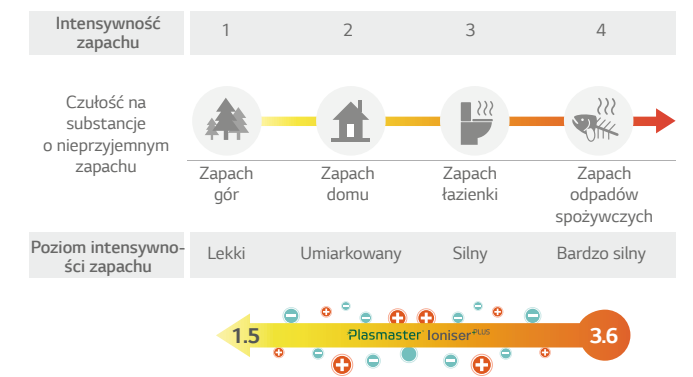 Intensywność
zapachu
1
2
3
4
Czułość na
substancje
o nieprzyjemnym
zapachu
Zapach
gór
Zapach
domu
Zapach
łazienki
Zapach
odpadów
spożywczych
Poziom intensywno-
ści zapachu
Lekki
Umiarkowany
Silny
Bardzo silny
1.5
Plasmaster™ Ioniser+PLUS
3.6